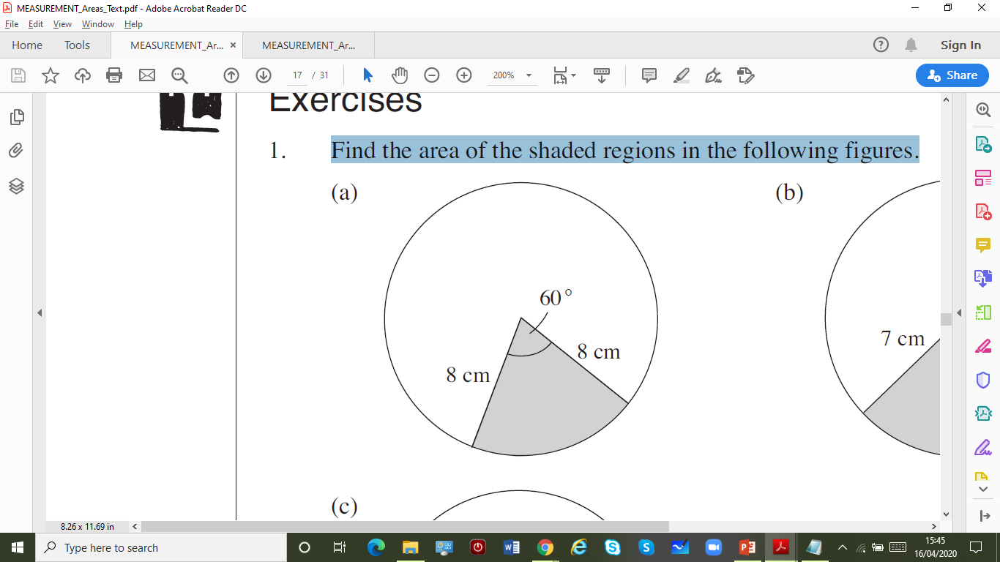 MEASUREMENT_Areas_Text.pdf - Adobe Acrobat Reader DC
File Edit View Window Help
Home Tools MEASUREMENT_Ar... × MEASUREMENT_Ar... Sign In
17 / 31 200% Share
Exercises
1. Find the area of the shaded regions in the following figures.
(a) (b)
60°
7 cm
8 cm
8 cm
(c)
8.26 x 11.69 in
Type here to search
15:45
16/04/2020